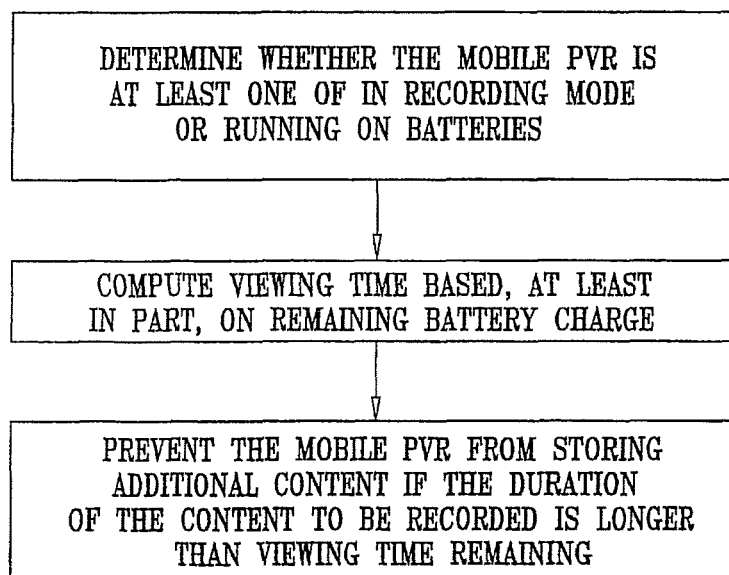 DETERMINE WHETHER THE MOBILE PVR IS
AT LEAST ONE OF IN RECORDING MODE
OR RUNNING ON BATTERIES
COMPUTE VIEWING TIME BASED, AT LEAST
IN PART, ON REMAINING BATTERY CHARGE
PREVENT THE MOBILE PVR FROM STORING
ADDITIONAL CONTENT IF THE DURATION
OF THE CONTENT TO BE RECORDED IS LONGER
THAN VIEWING TIME REMAINING